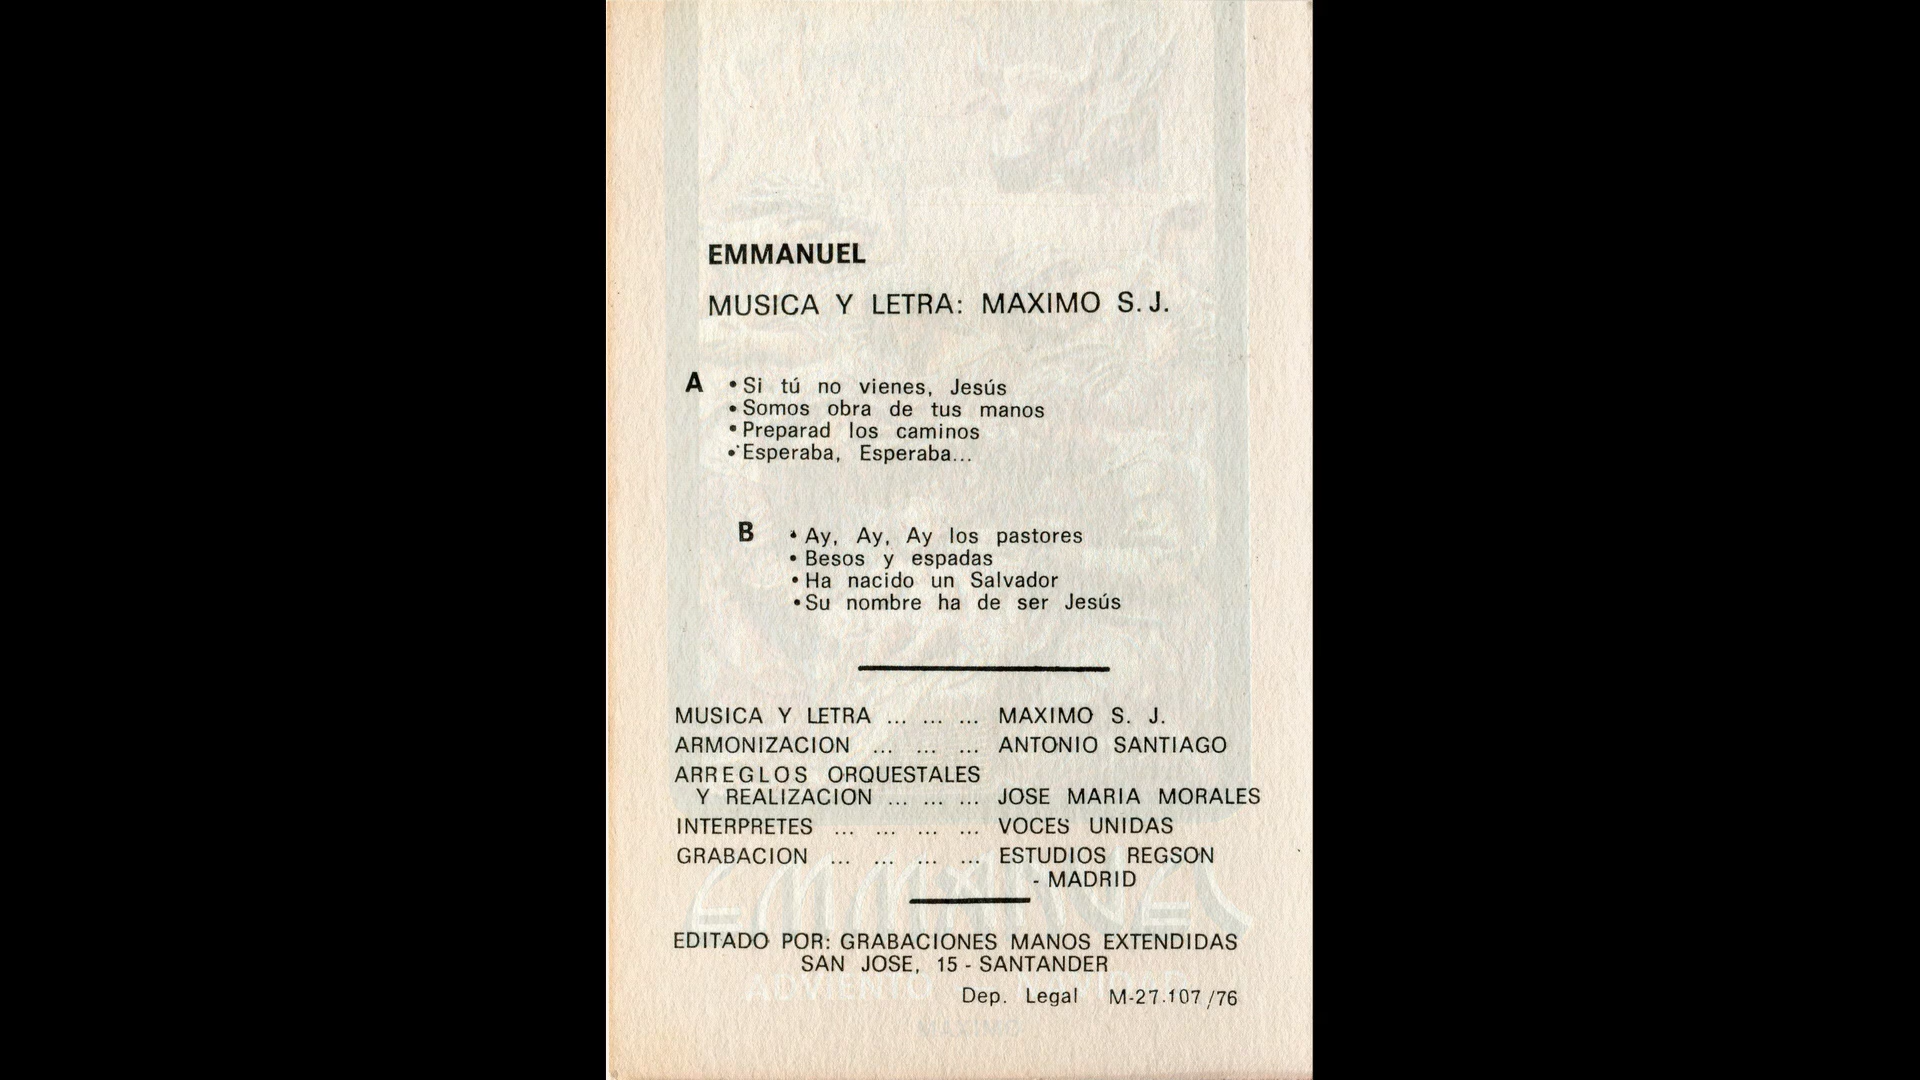 EMMANUEL
MUSICA Y LETRA: MAXIMO S. J.
A
• Si tú no vienes, Jesús
• Somos obra de tus manos
• Preparad los caminos
• Esperaba, Esperaba...
B
• Ay, Ay, Ay los pastores
• Besos y espadas
• Ha nacido un Salvador
• Su nombre ha de ser Jesús
MUSICA Y LETRA ... ... ... MAXIMO S. J.
ARMONIZACION ... ... ... ANTONIO SANTIAGO
ARREGLOS ORQUESTALES
Y REALIZACION ... ... ... JOSE MARIA MORALES
INTERPRETES ... ... ... ... VOCES UNIDAS
GRABACION ... ... ... ... ESTUDIOS REGSON
- MADRID
EDITADO POR: GRABACIONES MANOS EXTENDIDAS
SAN JOSE, 15 - SANTANDER
Dep. Legal M-27.107/76